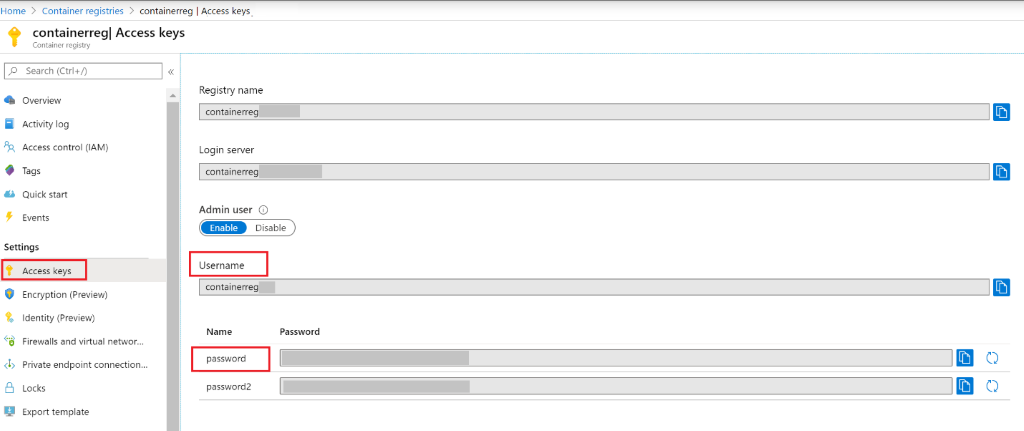 Home > Container registries > containerreg | Access keys
containerreg| Access keys
Container registry
Search (Ctrl+/)
«
Overview
Activity log
Access control (IAM)
Tags
Quick start
Events
Settings
Access keys
Encryption (Preview)
Identity (Preview)
Firewalls and virtual networ...
Private endpoint connection...
Locks
Export template
Registry name
containerreg
Login server
containerreg
Admin user
Enable Disable
Username
containerreg
Name Password
password
password2